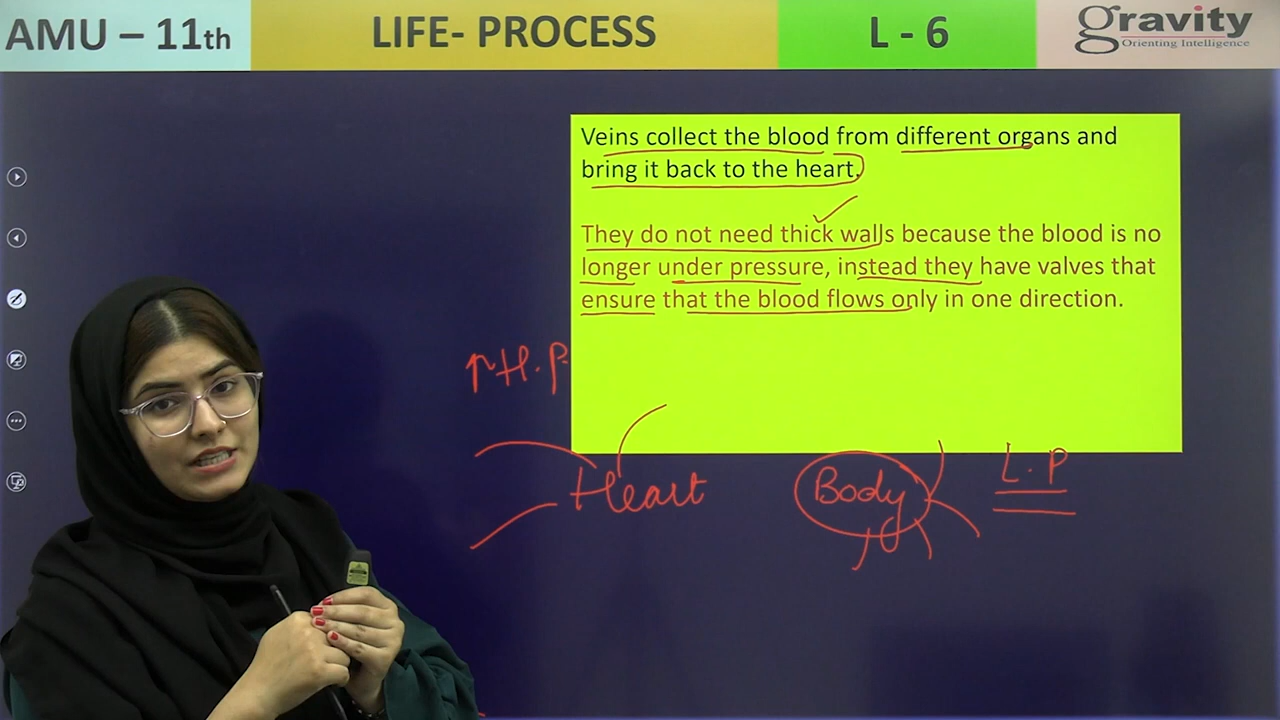 AMU – 11th
LIFE- PROCESS
L - 6
gravity
Orienting Intelligence
Veins collect the blood from different organs and
bring it back to the heart.
They do not need thick walls because the blood is no
longer under pressure, instead they have valves that
ensure that the blood flows only in one direction.
↑H.P
Heart
Body
L.P